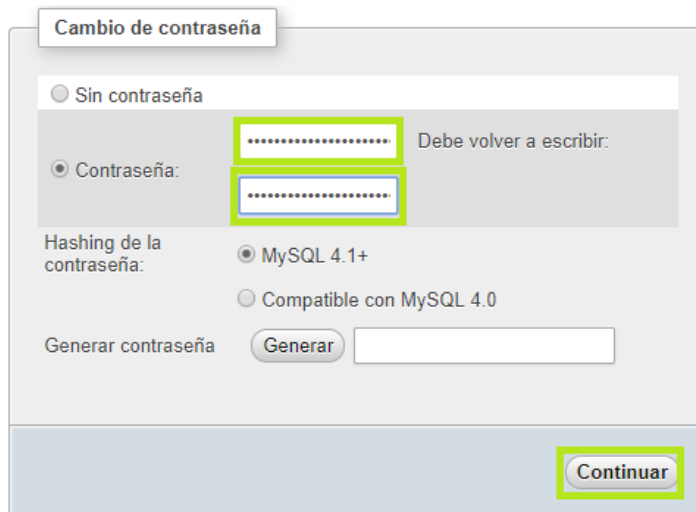 Cambio de contraseña
Sin contraseña
Debe volver a escribir:
Contraseña:
Hashing de la
contraseña:
MySQL 4.1+
Compatible con MySQL 4.0
Generar contraseña
Generar
Continuar